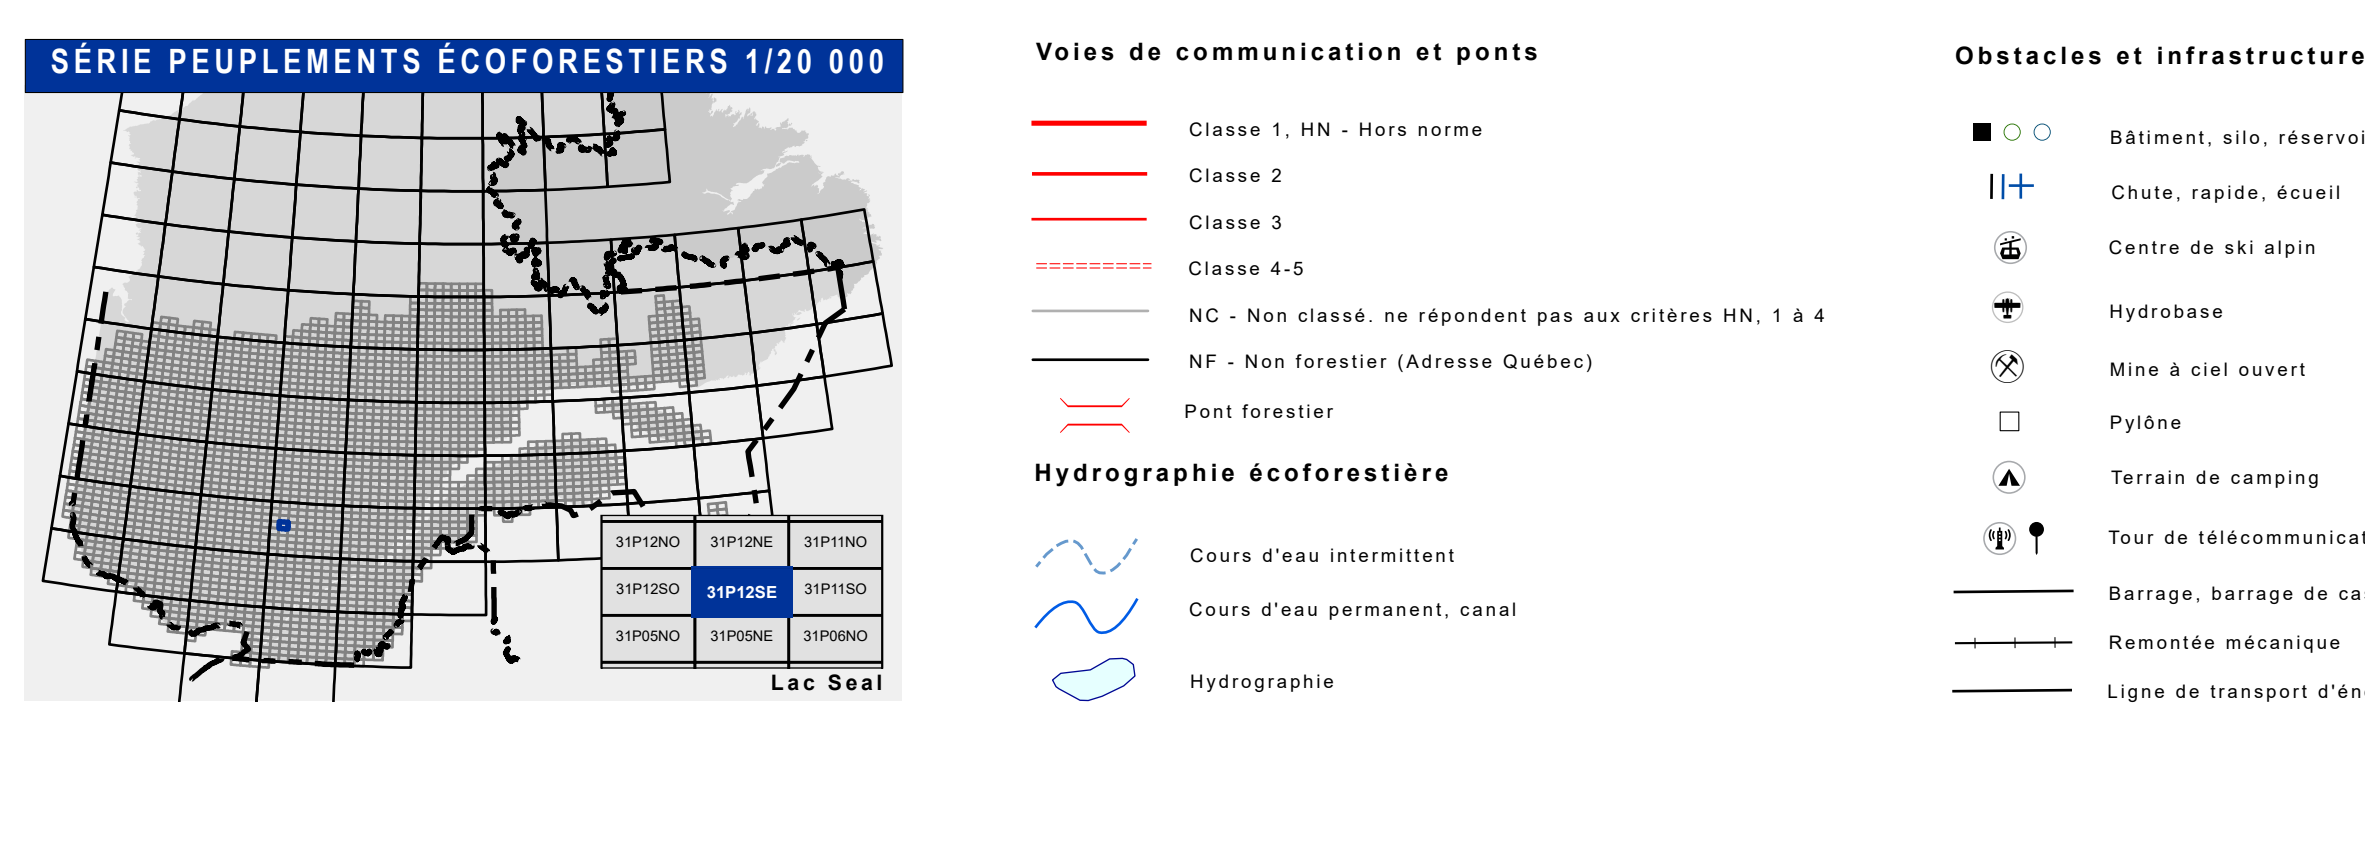 SÉRIE PEUPLEMENTS ÉCOFORESTIERS 1/20 000
31P12NO 31P12NE 31P11NO
31P12SO 31P12SE 31P11SO
31P05NO 31P05NE 31P06NO
Lac Seal
Voies de communication et ponts
Classe 1, HN - Hors norme
Classe 2
Classe 3
Classe 4-5
NC - Non classé. ne répondent pas aux critères HN, 1 à 4
NF - Non forestier (Adresse Québec)
Pont forestier
Hydrographie écoforestière
Cours d'eau intermittent
Cours d'eau permanent, canal
Hydrographie
Obstacles et infrastructure
Bâtiment, silo, réservoi
Chute, rapide, écueil
Centre de ski alpin
Hydrobase
Mine à ciel ouvert
Pylône
Terrain de camping
Tour de télécommunicat
Barrage, barrage de ca
Remontée mécanique
Ligne de transport d'én